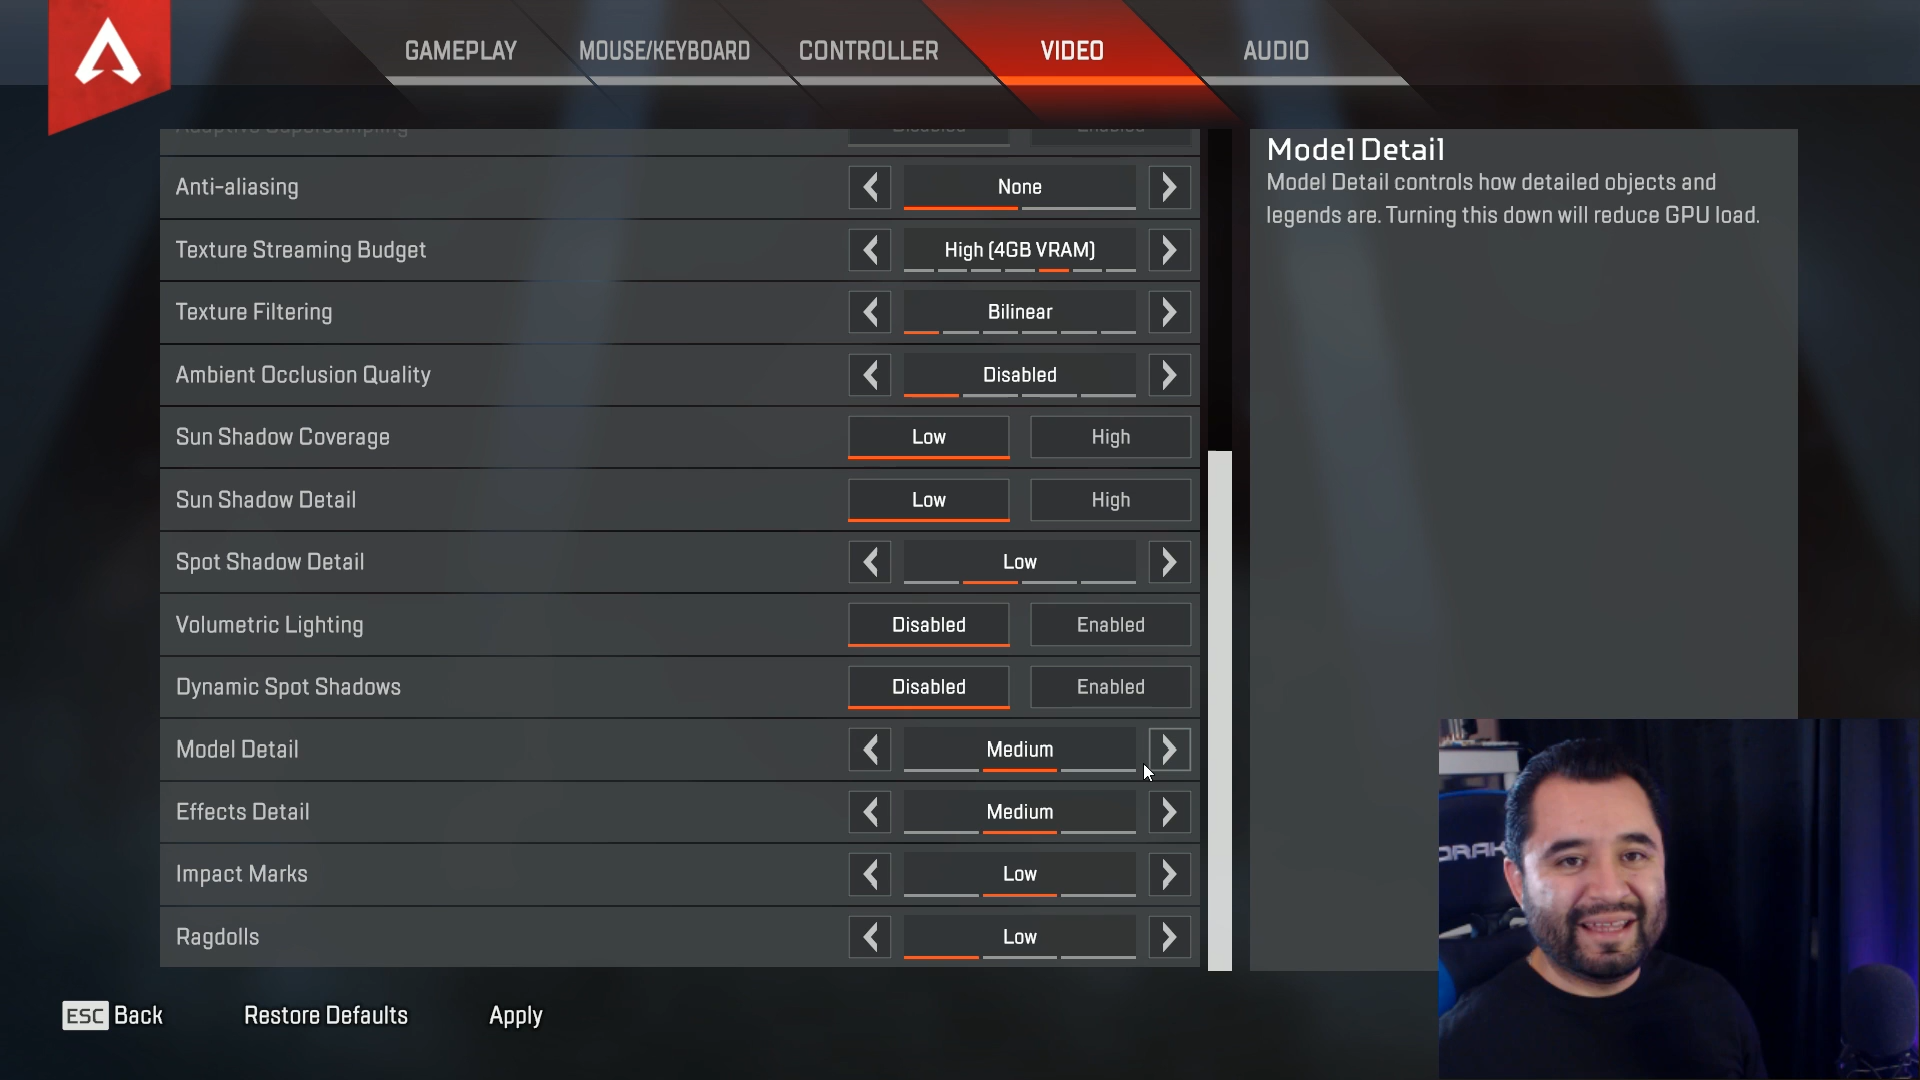 GAMEPLAY MOUSE/KEYBOARD CONTROLLER VIDEO AUDIO
Adaptive Supersampling Disabled Enabled
Anti-aliasing None
Texture Streaming Budget High (4GB VRAM)
Texture Filtering Bilinear
Ambient Occlusion Quality Disabled
Sun Shadow Coverage Low High
Sun Shadow Detail Low High
Spot Shadow Detail Low
Volumetric Lighting Disabled Enabled
Dynamic Spot Shadows Disabled Enabled
Model Detail Medium
Effects Detail Medium
Impact Marks Low
Ragdolls Low
Model Detail
Model Detail controls how detailed objects and
legends are. Turning this down will reduce GPU load.
ESC Back Restore Defaults Apply